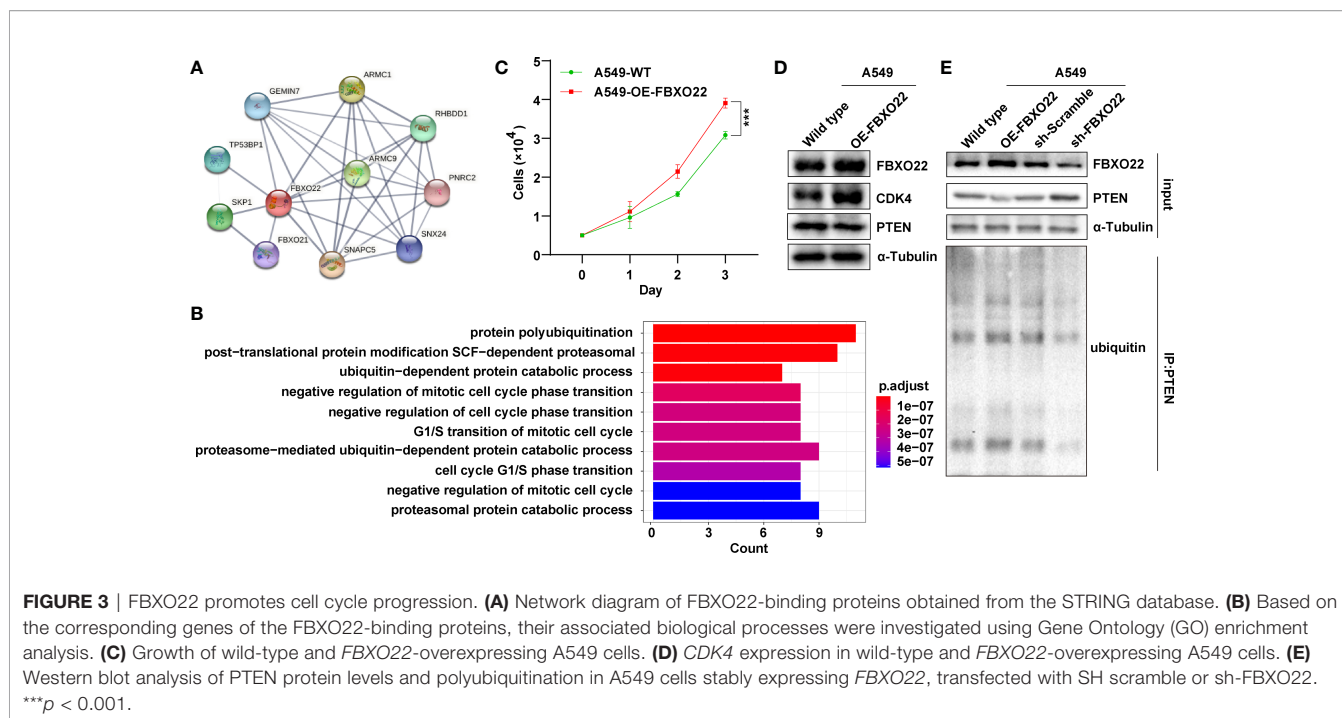 A
ARMC1
GEMIN7
RHBDD1
TP53BP1
ARMC9
FBXO22
PNRC2
SKP1
FBXO21
SNX24
SNAPC5
C
A549-WT
A549-OE-FBXO22
Cells (×10⁴)
5
4
3
2
1
0
***
0 1 2 3
Day
D
A549
Wild type
OE-FBXO22
FBXO22
CDK4
PTEN
α-Tubulin
E
A549
Wild type
OE-FBXO22
sh-Scramble
sh-FBXO22
FBXO22
PTEN
α-Tubulin
input
ubiquitin
IP:PTEN
B
protein polyubiquitination
post-translational protein modification SCF-dependent proteasomal
ubiquitin-dependent protein catabolic process
negative regulation of mitotic cell cycle phase transition
negative regulation of cell cycle phase transition
G1/S transition of mitotic cell cycle
proteasome-mediated ubiquitin-dependent protein catabolic process
cell cycle G1/S phase transition
negative regulation of mitotic cell cycle
proteasomal protein catabolic process
0 3 6 9
Count
p.adjust
1e-07
2e-07
3e-07
4e-07
5e-07
FIGURE 3 | FBXO22 promotes cell cycle progression. (A) Network diagram of FBXO22-binding proteins obtained from the STRING database. (B) Based on
the corresponding genes of the FBXO22-binding proteins, their associated biological processes were investigated using Gene Ontology (GO) enrichment
analysis. (C) Growth of wild-type and FBXO22-overexpressing A549 cells. (D) CDK4 expression in wild-type and FBXO22-overexpressing A549 cells. (E)
Western blot analysis of PTEN protein levels and polyubiquitination in A549 cells stably expressing FBXO22, transfected with SH scramble or sh-FBXO22.
***p < 0.001.